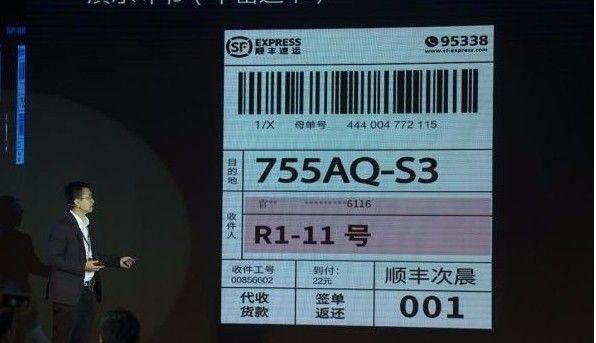 SF EXPRESS
顺丰速运
95338
www.sf-express.com
1/X 母单号 444 004 772 115
目的地
755AQ-S3
收件人
官** *********6116
R1-11 号
收件工号
00856602
到付:
22元
顺丰次晨
代收
货款
签单
返还
001